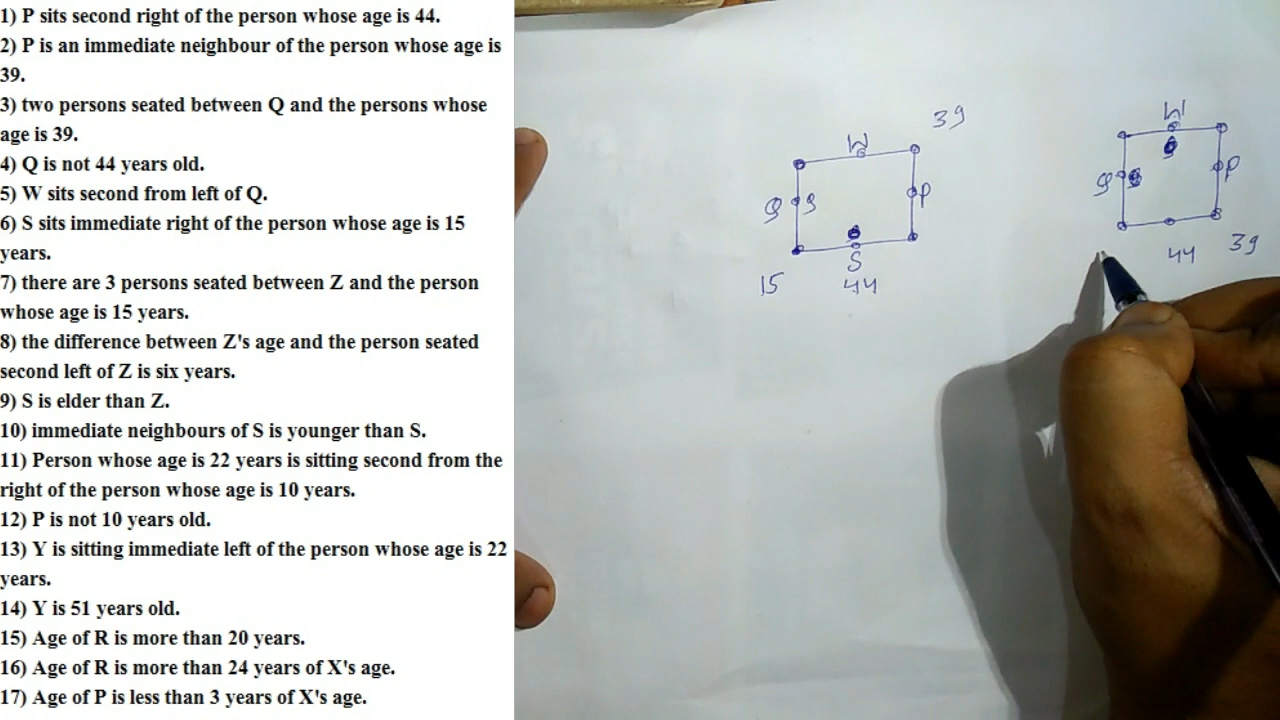 1) P sits second right of the person whose age is 44.
2) P is an immediate neighbour of the person whose age is
39.
3) two persons seated between Q and the persons whose
age is 39.
4) Q is not 44 years old.
5) W sits second from left of Q.
6) S sits immediate right of the person whose age is 15
years.
7) there are 3 persons seated between Z and the person
whose age is 15 years.
8) the difference between Z's age and the person seated
second left of Z is six years.
9) S is elder than Z.
10) immediate neighbours of S is younger than S.
11) Person whose age is 22 years is sitting second from the
right of the person whose age is 10 years.
12) P is not 10 years old.
13) Y is sitting immediate left of the person whose age is 22
years.
14) Y is 51 years old.
15) Age of R is more than 20 years.
16) Age of R is more than 24 years of X's age.
17) Age of P is less than 3 years of X's age.
W 39
P
S
15 44
W
P
44 39